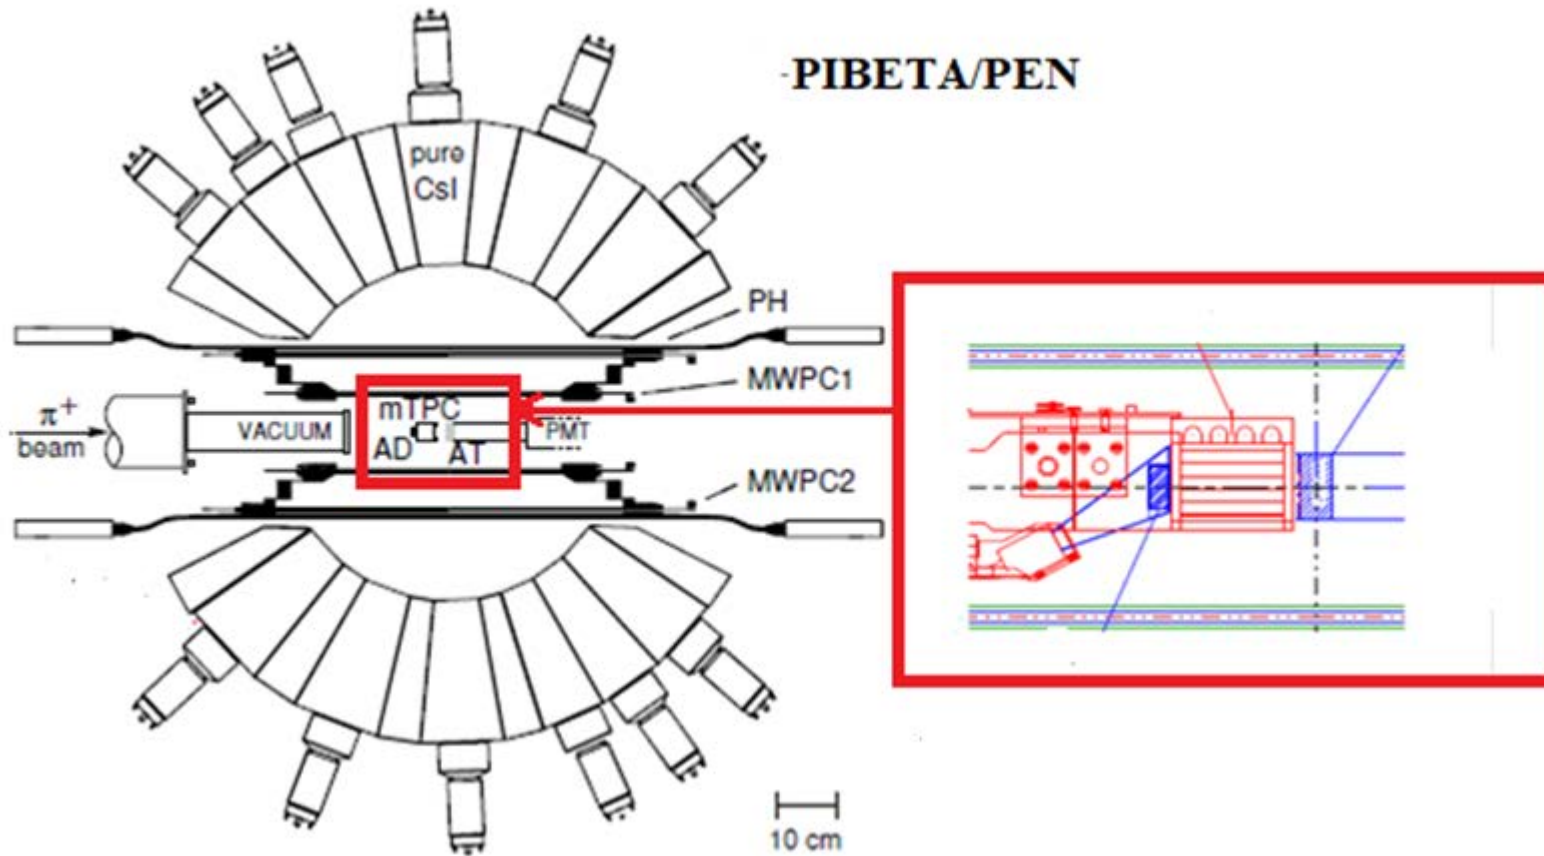 -PIBETA/PEN
pure
CsI
PH
MWPC1
π+
beam
VACUUM
mTPC
AD
AT
PMT
MWPC2
10 cm